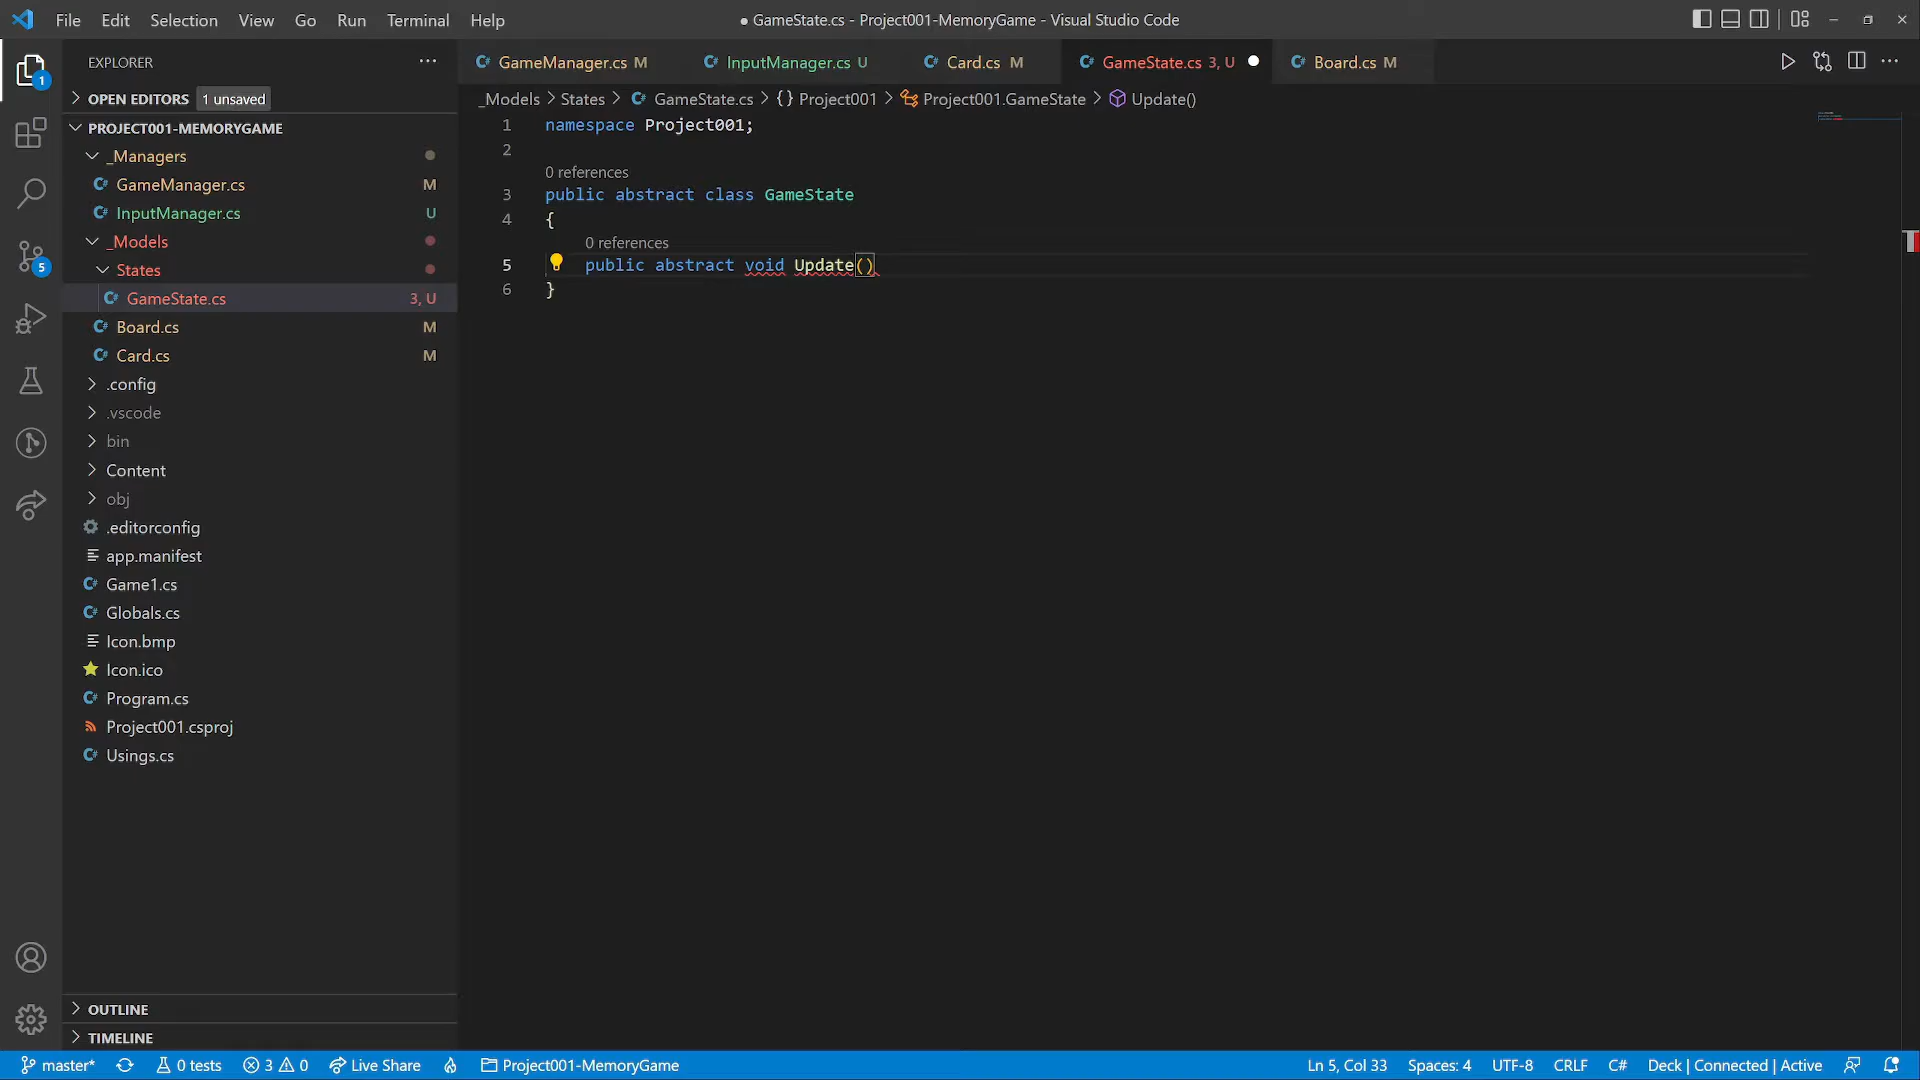 File Edit Selection View Go Run Terminal Help
● GameState.cs - Project001-MemoryGame - Visual Studio Code
EXPLORER
OPEN EDITORS 1 unsaved
PROJECT001-MEMORYGAME
_Managers
GameManager.cs M
InputManager.cs U
_Models
States
GameState.cs 3, U
Board.cs M
Card.cs M
.config
.vscode
bin
Content
obj
.editorconfig
app.manifest
Game1.cs
Globals.cs
Icon.bmp
Icon.ico
Program.cs
Project001.csproj
Usings.cs
OUTLINE
TIMELINE
1
5
GameManager.cs M InputManager.cs U Card.cs M GameState.cs 3, U Board.cs M
_Models > States > GameState.cs > {} Project001 > Project001.GameState > Update()
1 namespace Project001;
2
0 references
3 public abstract class GameState
4 {
0 references
5 public abstract void Update()
6 }
master* 0 tests 3 0 Live Share Project001-MemoryGame Ln 5, Col 33 Spaces: 4 UTF-8 CRLF C# Deck | Connected | Active